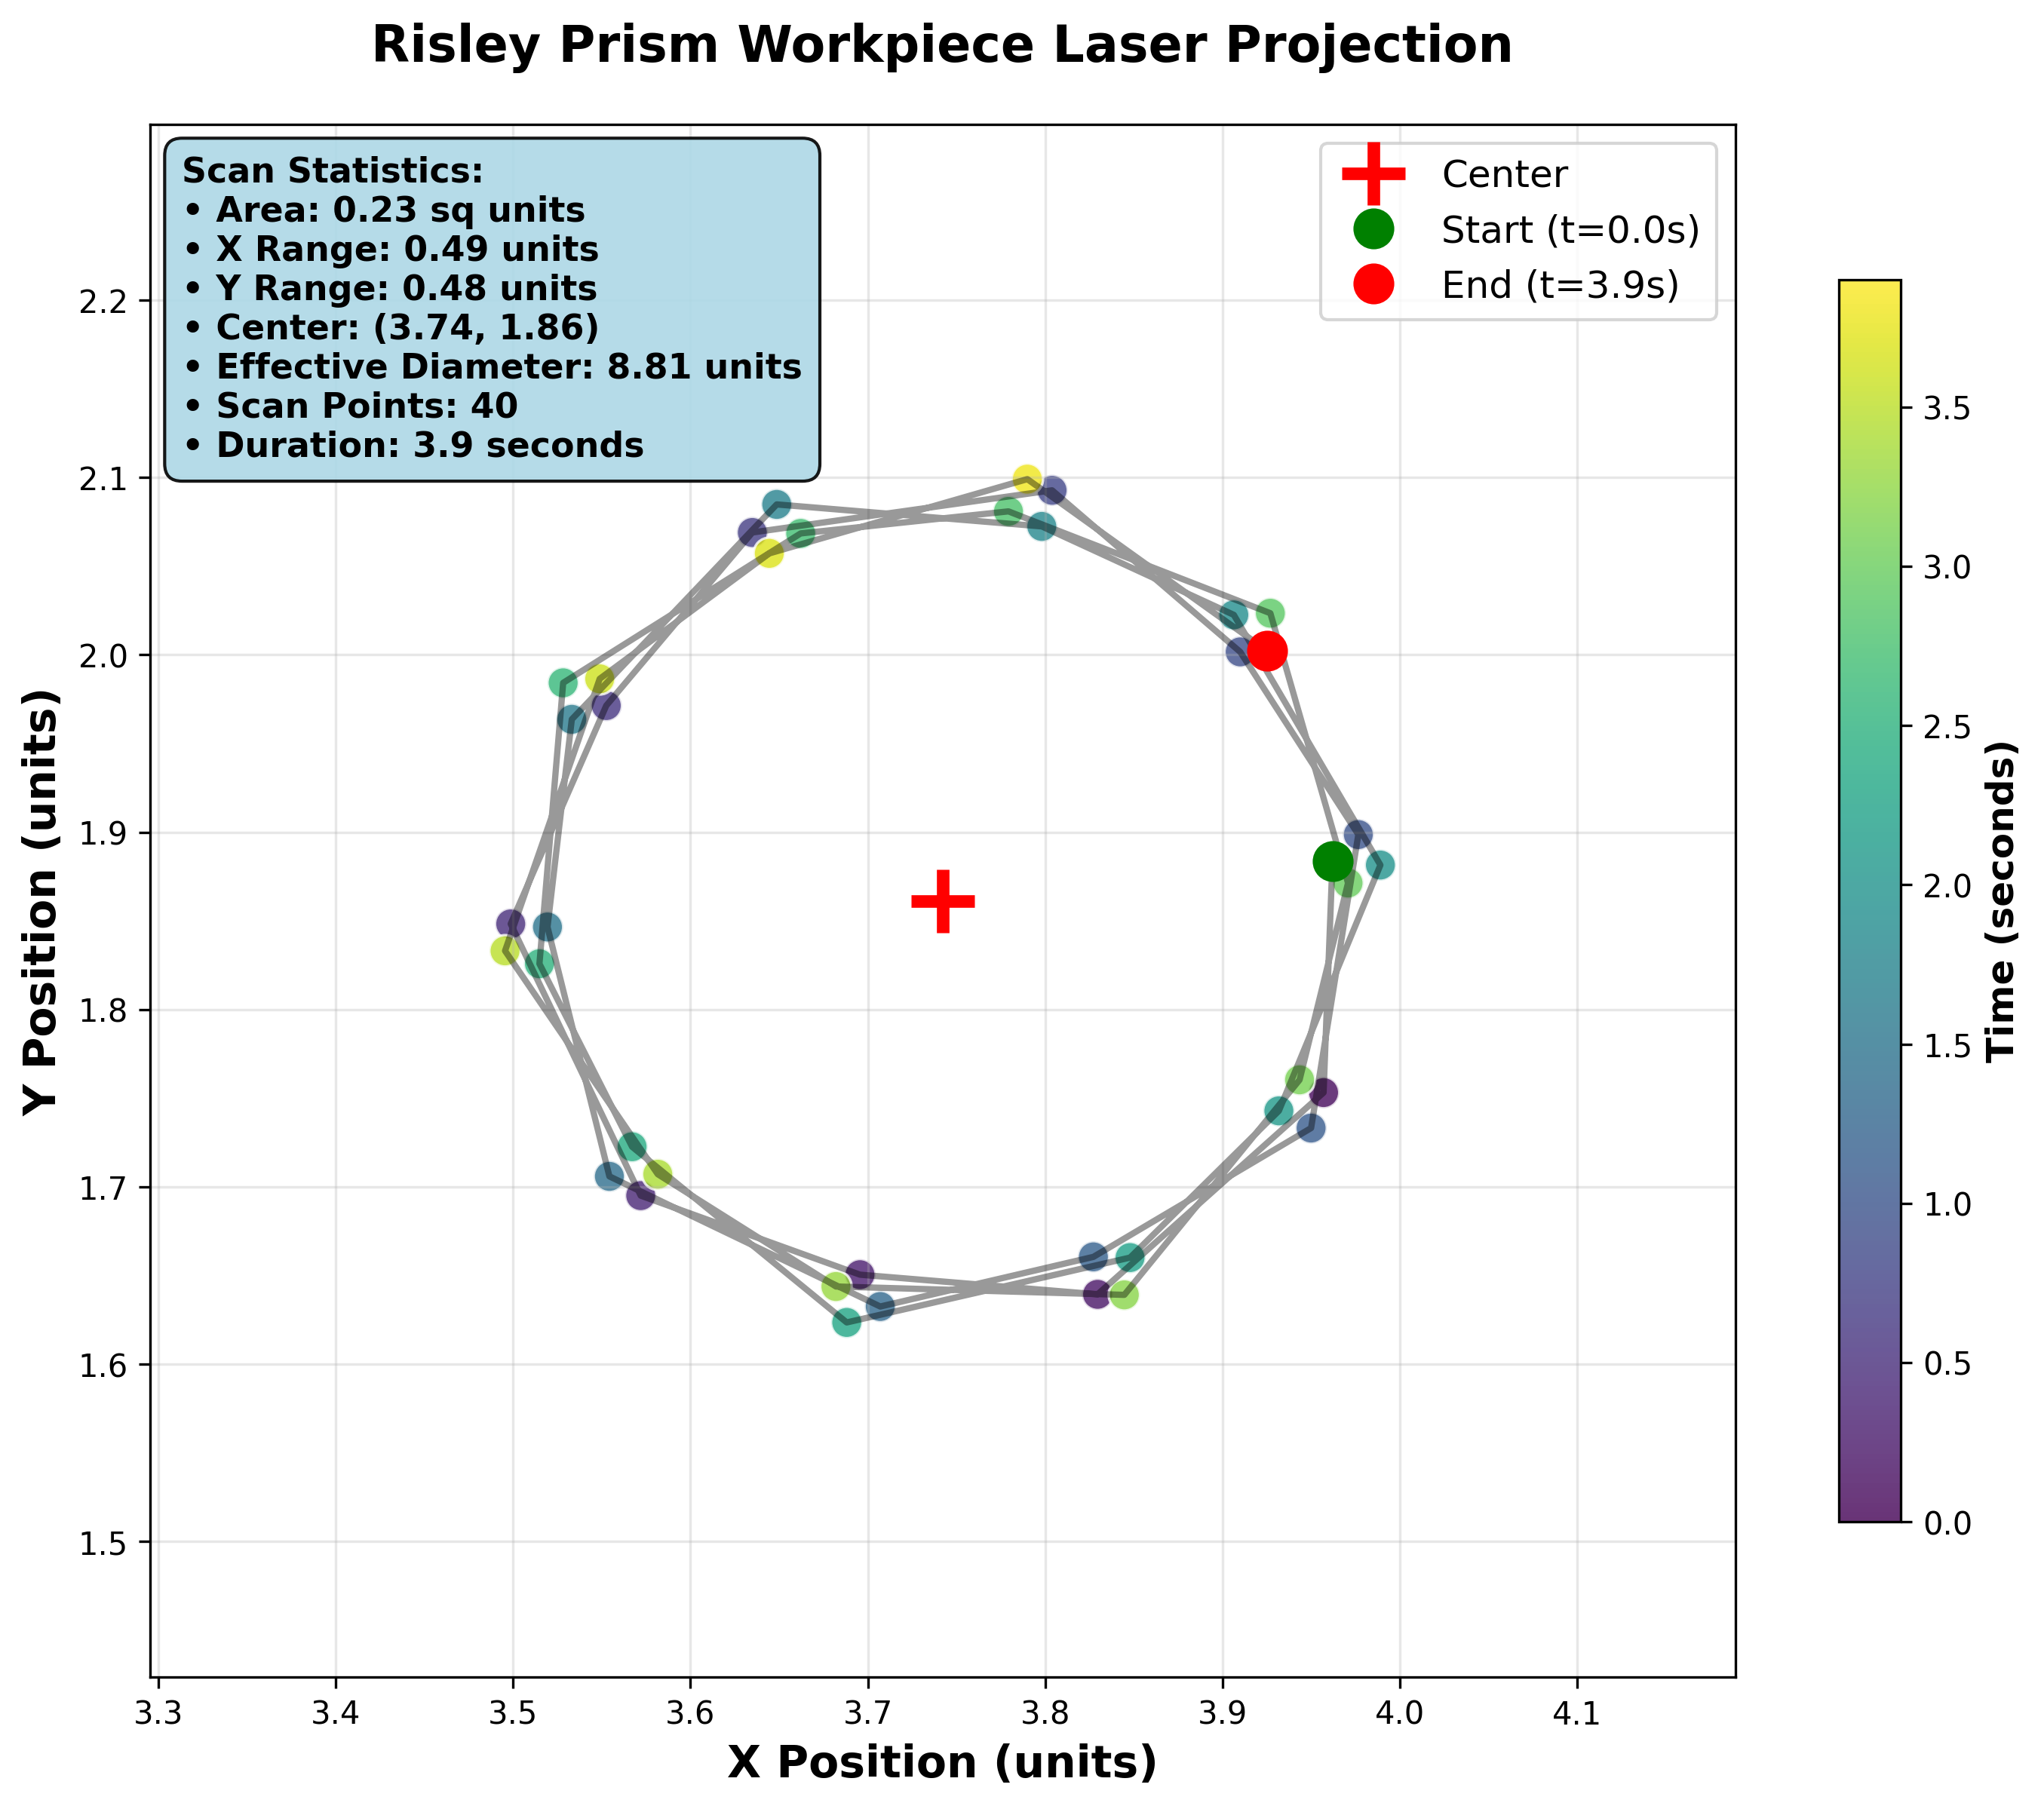 Risley Prism Workpiece Laser Projection
Scan Statistics:
• Area: 0.23 sq units
• X Range: 0.49 units
• Y Range: 0.48 units
• Center: (3.74, 1.86)
• Effective Diameter: 8.81 units
• Scan Points: 40
• Duration: 3.9 seconds
Center
Start (t=0.0s)
End (t=3.9s)
Y Position (units)
2.2
2.1
2.0
1.9
1.8
1.7
1.6
1.5
3.3 3.4 3.5 3.6 3.7 3.8 3.9 4.0 4.1
X Position (units)
3.5
3.0
2.5
2.0
1.5
1.0
0.5
0.0
Time (seconds)